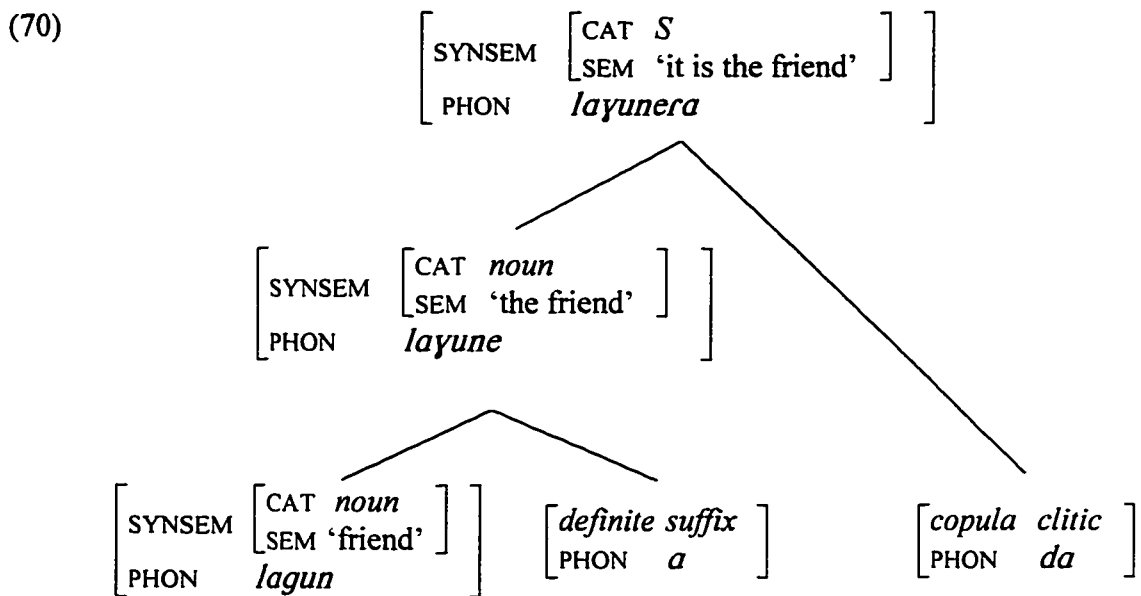 (70)
SYNSEM [CAT S
SEM ‘it is the friend’]
PHON layunera
SYNSEM [CAT noun
SEM ‘the friend’]
PHON layune
SYNSEM [CAT noun
SEM ‘friend’]
PHON lagun
[definite suffix
PHON a]
[copula clitic
PHON da]